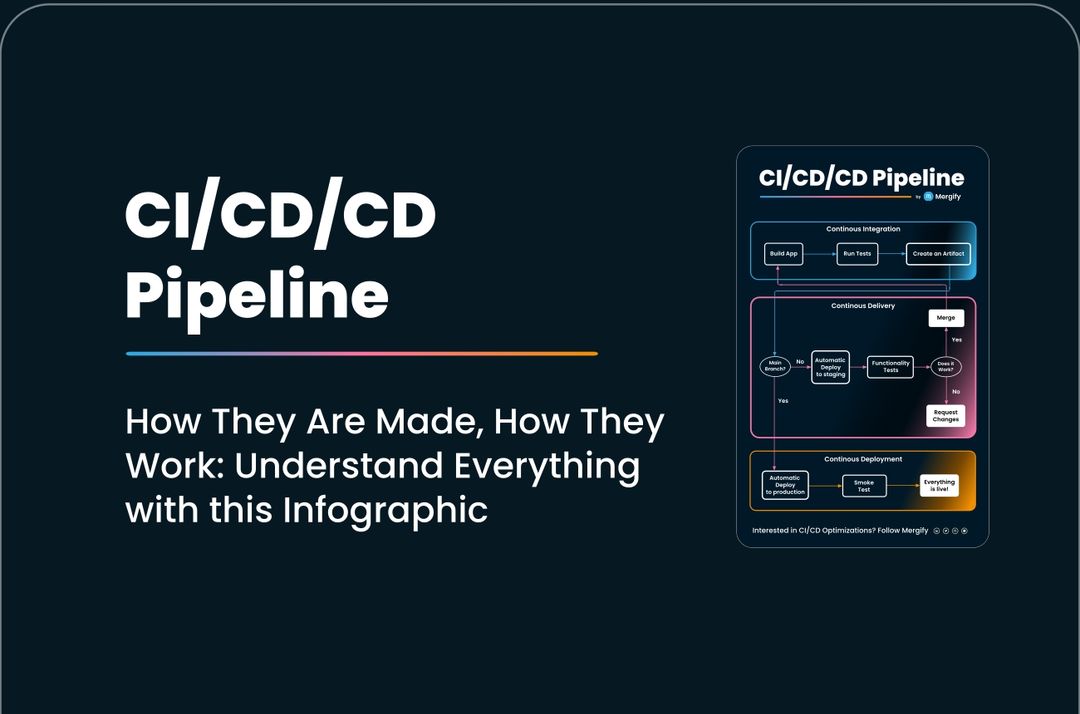 CI/CD/CD
Pipeline
How They Are Made, How They
Work: Understand Everything
with this Infographic
CI/CD/CD Pipeline
by Mergify
Continous Integration
Build App
Run Tests
Create an Artifact
Continous Delivery
Merge
Yes
Main
Branch?
No
Automatic
Deploy
to staging
Functionality
Tests
Does it
Work?
Yes
No
Request
Changes
Continous Deployment
Automatic
Deploy
to production
Smoke
Test
Everything
is live!
Interested in CI/CD Optimizations? Follow Mergify